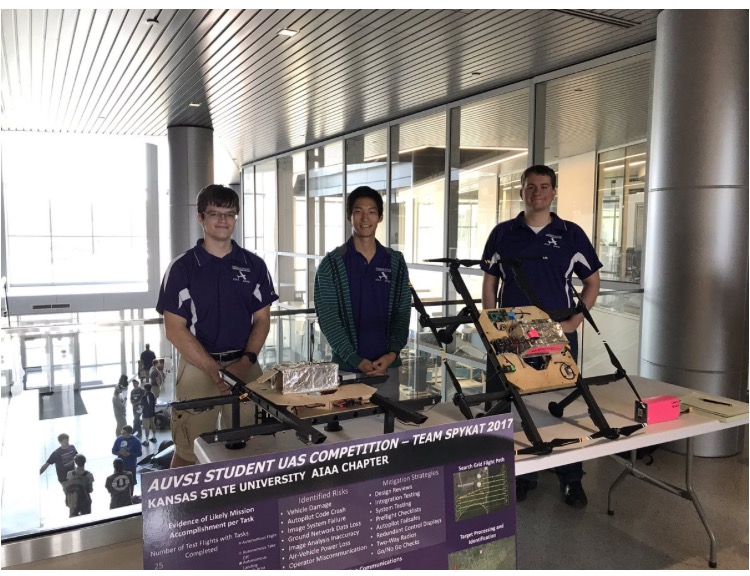 AUVSI STUDENT UAS COMPETITION – TEAM SPYKAT 2017
KANSAS STATE UNIVERSITY AIAA CHAPTER
Evidence of Likely Mission
Accomplishment per Task
Number of Test Flights with Tasks
Completed
25
Identified Risks
• Vehicle Damage
• Autopilot Code Crash
• Image System Failure
• Ground Network Data Loss
• Image Analysis Inaccuracy
• Air-Vehicle Power Loss
• Operator Miscommunication
Mitigation Strategies
• Design Reviews
• Integration Testing
• System Testing
• Preflight Checklists
• Autopilot Failsafes
• Redundant Control Displays
• Two-Way Radios
• Go/No Go Checks
Communications
Search Grid Flight Path
Target Processing and
Identification